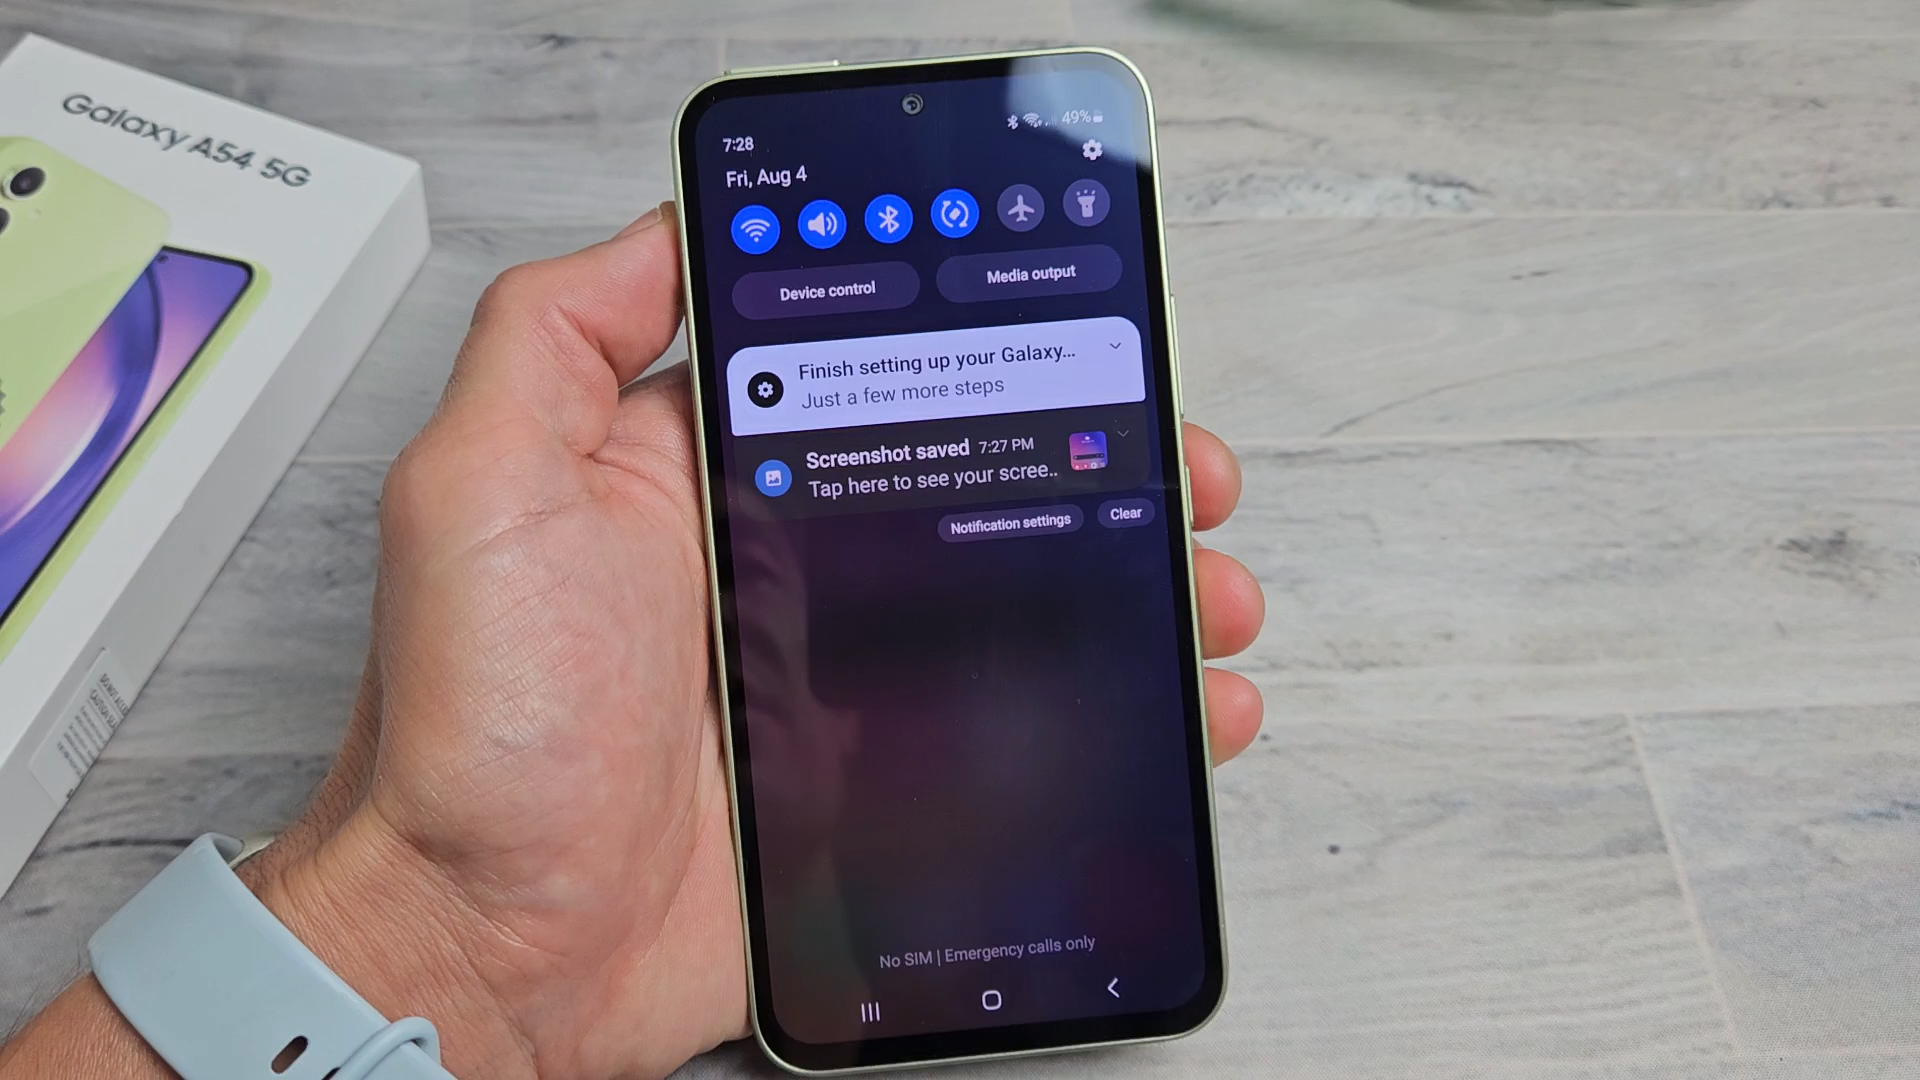 Galaxy A54 5G
49%
7:28
Fri, Aug 4
Device control
Media output
Finish setting up your Galaxy...
Just a few more steps
Screenshot saved 7:27 PM
Tap here to see your scree..
Notification settings
Clear
No SIM | Emergency calls only